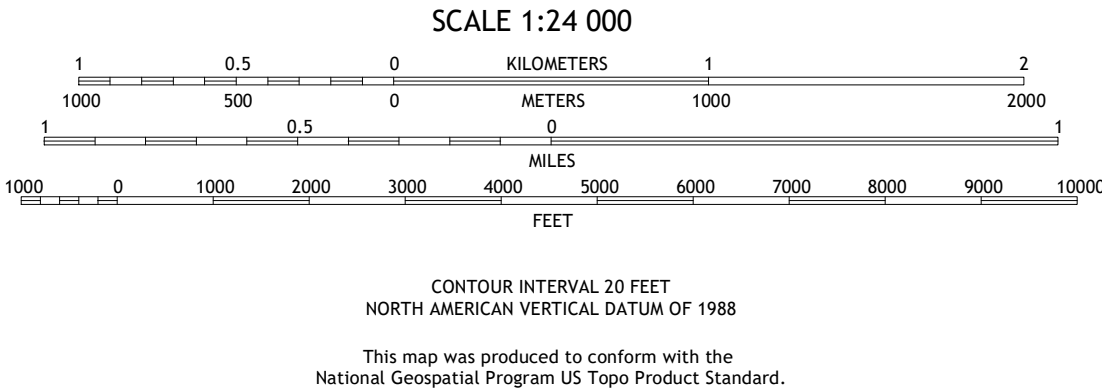 SCALE 1:24 000
1 0.5 0 KILOMETERS 1 2
1000 500 0 METERS 1000 2000
1 0.5 0 1
MILES
1000 0 1000 2000 3000 4000 5000 6000 7000 8000 9000 10000
FEET
CONTOUR INTERVAL 20 FEET
NORTH AMERICAN VERTICAL DATUM OF 1988
This map was produced to conform with the
National Geospatial Program US Topo Product Standard.